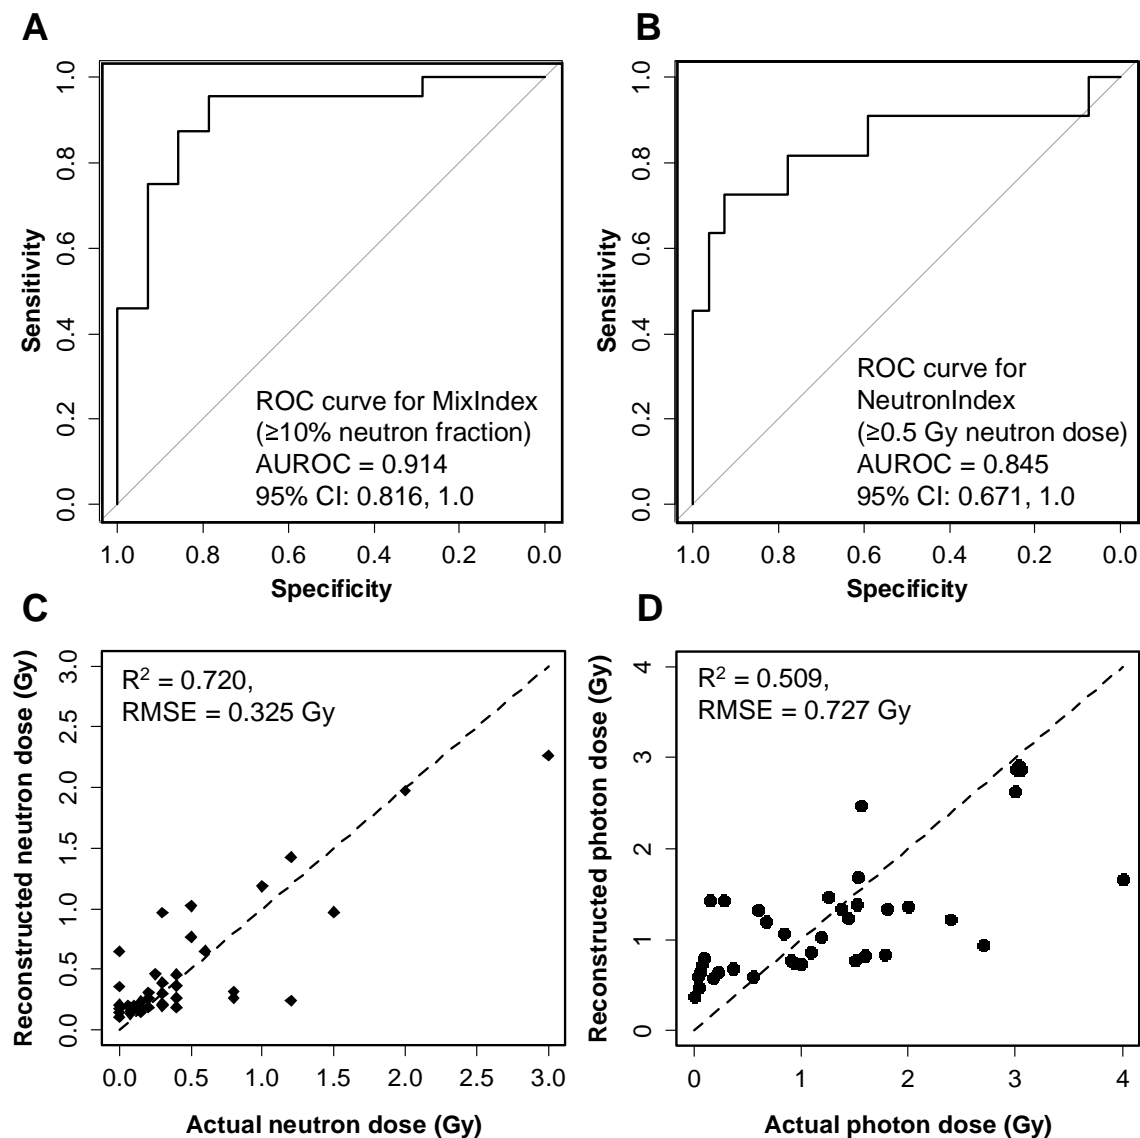 A
1.0
0.8
0.6
0.4
0.2
0.0
Sensitivity
ROC curve for MixIndex
(≥10% neutron fraction)
AUROC = 0.914
95% CI: 0.816, 1.0
1.0 0.8 0.6 0.4 0.2 0.0
Specificity
B
1.0
0.8
0.6
0.4
0.2
0.0
Sensitivity
ROC curve for
NeutronIndex
(≥0.5 Gy neutron dose)
AUROC = 0.845
95% CI: 0.671, 1.0
1.0 0.8 0.6 0.4 0.2 0.0
Specificity
C
3.0
2.5
2.0
1.5
1.0
0.5
0.0
Reconstructed neutron dose (Gy)
R² = 0.720,
RMSE = 0.325 Gy
0.0 0.5 1.0 1.5 2.0 2.5 3.0
Actual neutron dose (Gy)
D
4
3
2
1
0
Reconstructed photon dose (Gy)
R² = 0.509,
RMSE = 0.727 Gy
0 1 2 3 4
Actual photon dose (Gy)